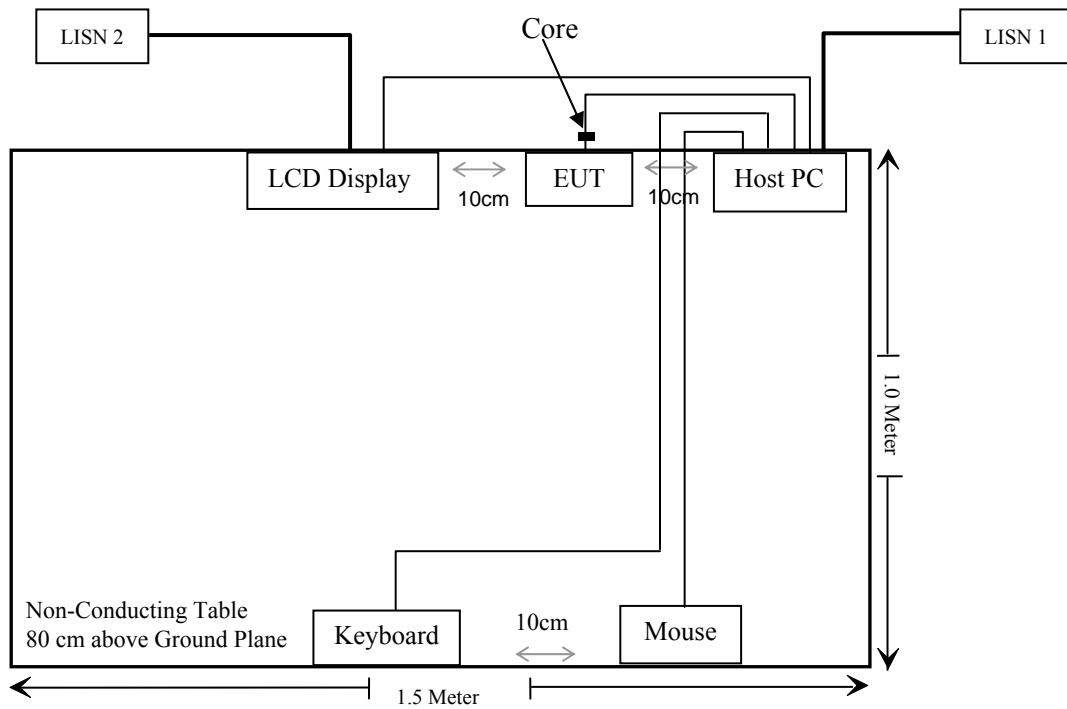 LISN 2
Core
LISN 1
LCD Display
10cm
EUT
10cm
Host PC
1.0 Meter
Non-Conducting Table
80 cm above Ground Plane
Keyboard
10cm
Mouse
1.5 Meter